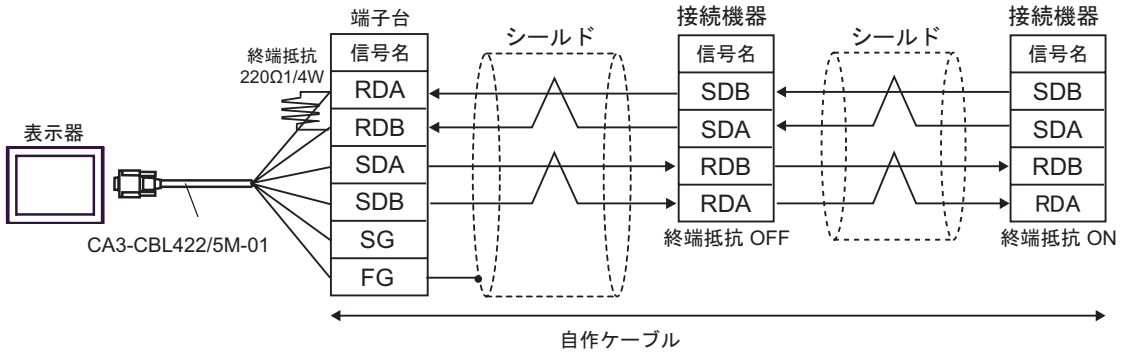 表示器
CA3-CBL422/5M-01
終端抵抗
220Ω1/4W
端子台
信号名
RDA
RDB
SDA
SDB
SG
FG
シールド
接続機器
信号名
SDB
SDA
RDB
RDA
終端抵抗 OFF
シールド
接続機器
信号名
SDB
SDA
RDB
RDA
終端抵抗 ON
自作ケーブル